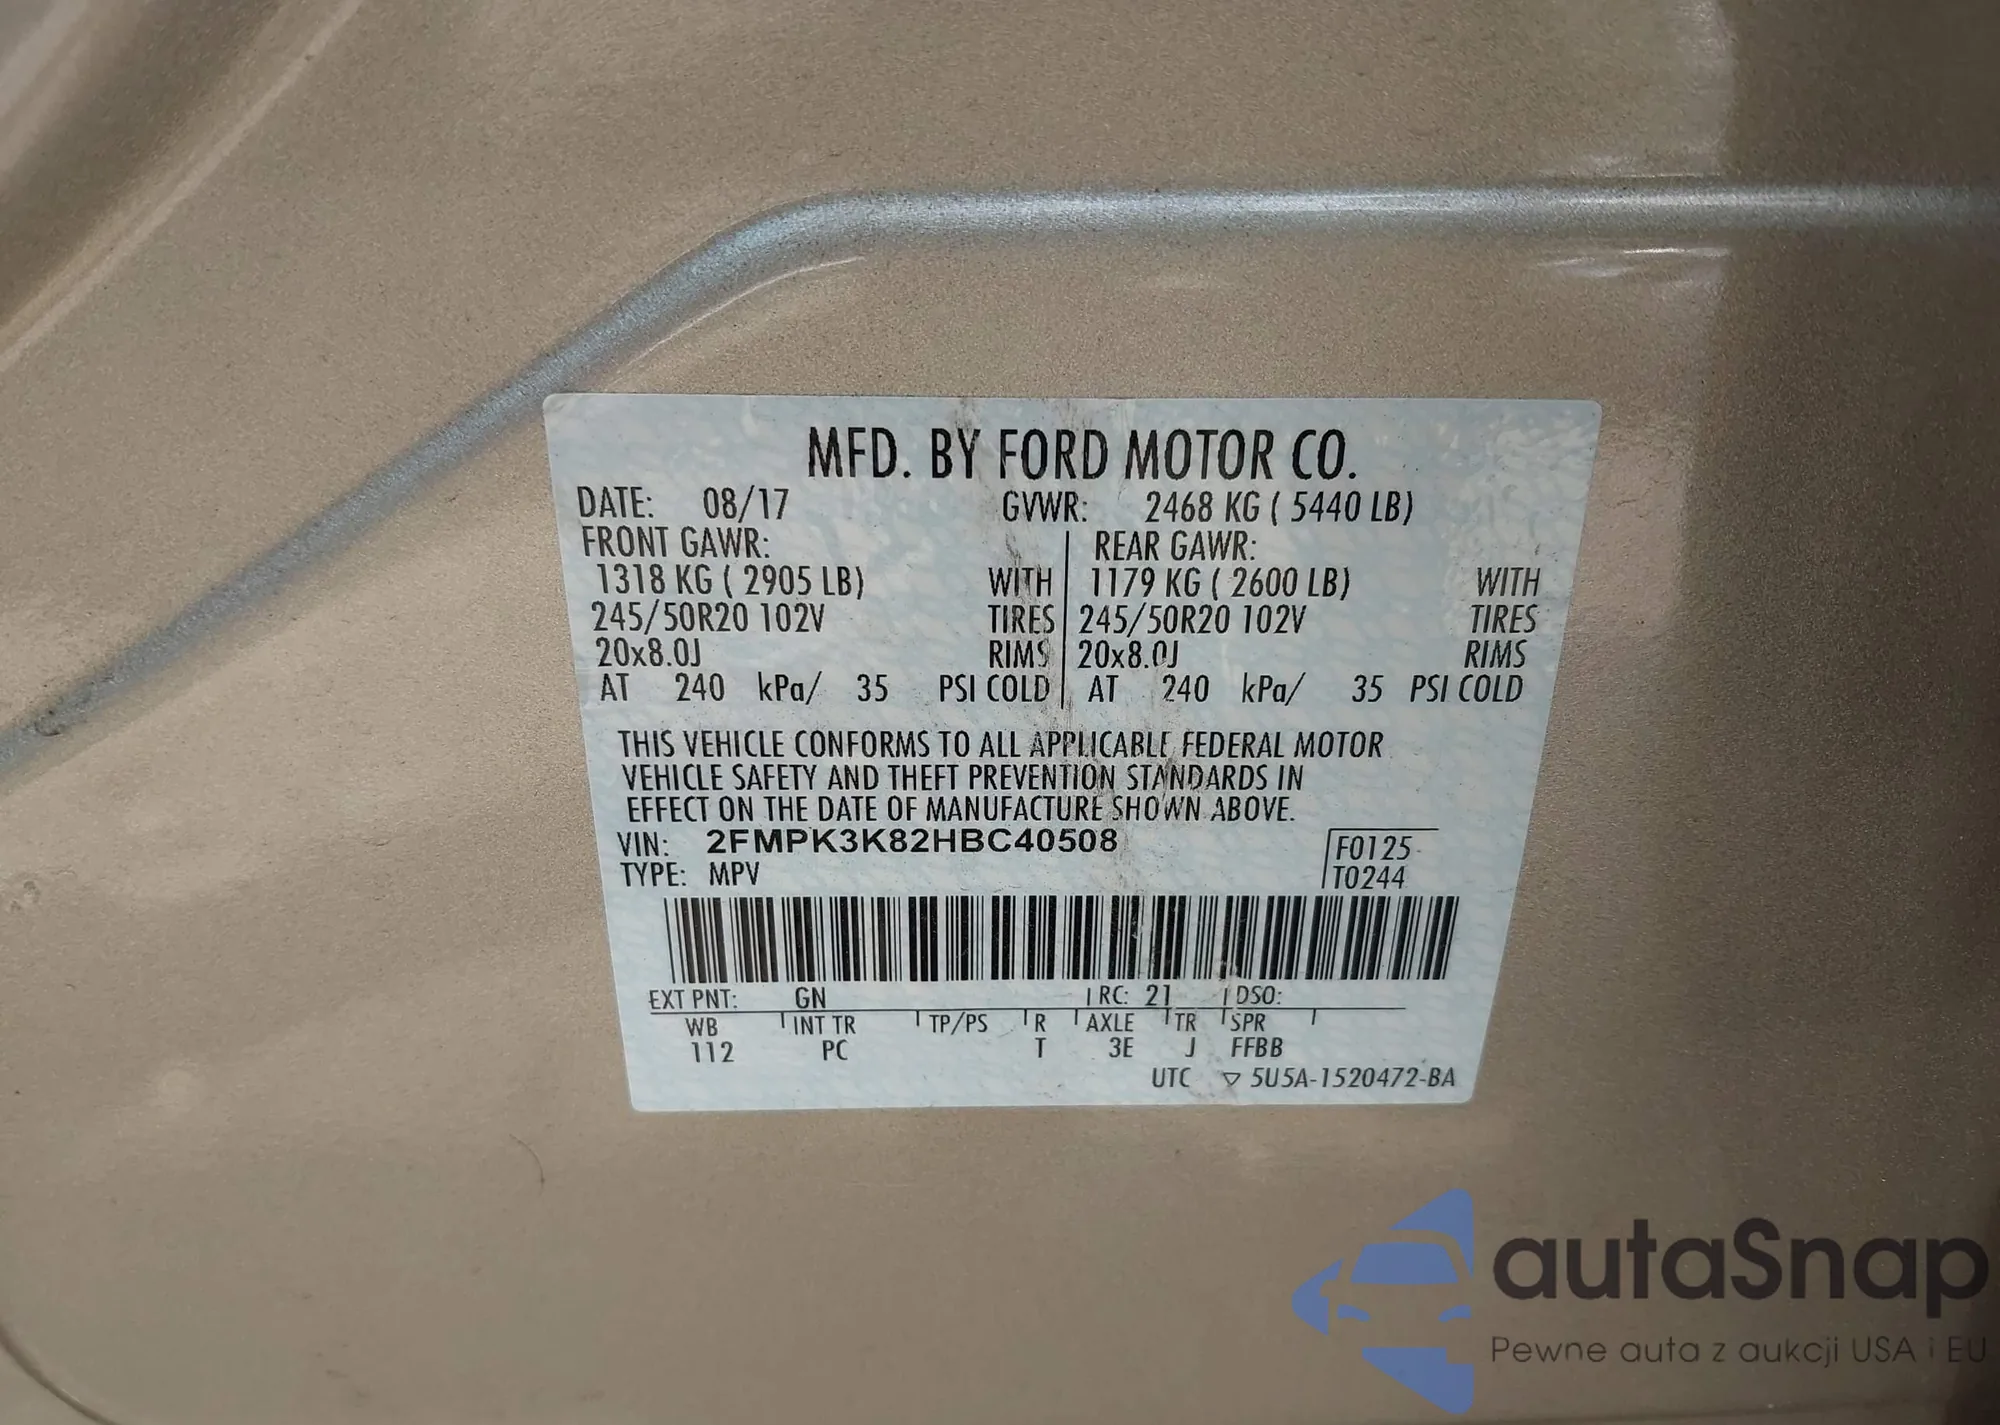 MFD. BY FORD MOTOR CO.
DATE: 08/17 GVWR: 2468 KG ( 5440 LB)
FRONT GAWR: REAR GAWR:
1318 KG ( 2905 LB) WITH 1179 KG ( 2600 LB) WITH
245/50R20 102V TIRES 245/50R20 102V TIRES
20x8.0J RIMS 20x8.0J RIMS
AT 240 kPa/ 35 PSI COLD AT 240 kPa/ 35 PSI COLD
THIS VEHICLE CONFORMS TO ALL APPLICABLE FEDERAL MOTOR
VEHICLE SAFETY AND THEFT PREVENTION STANDARDS IN
EFFECT ON THE DATE OF MANUFACTURE SHOWN ABOVE.
VIN: 2FMPK3K82HBC40508 F0125
TYPE: MPV T0244
EXT PNT: GN RC: 21 DSO:
WB INT TR TP/PS R AXLE TR SPR
112 PC T 3E J FFBB
UTC ▽ 5U5A-1520472-BA
autaSnap
Pewne auta z aukcji USA i EU